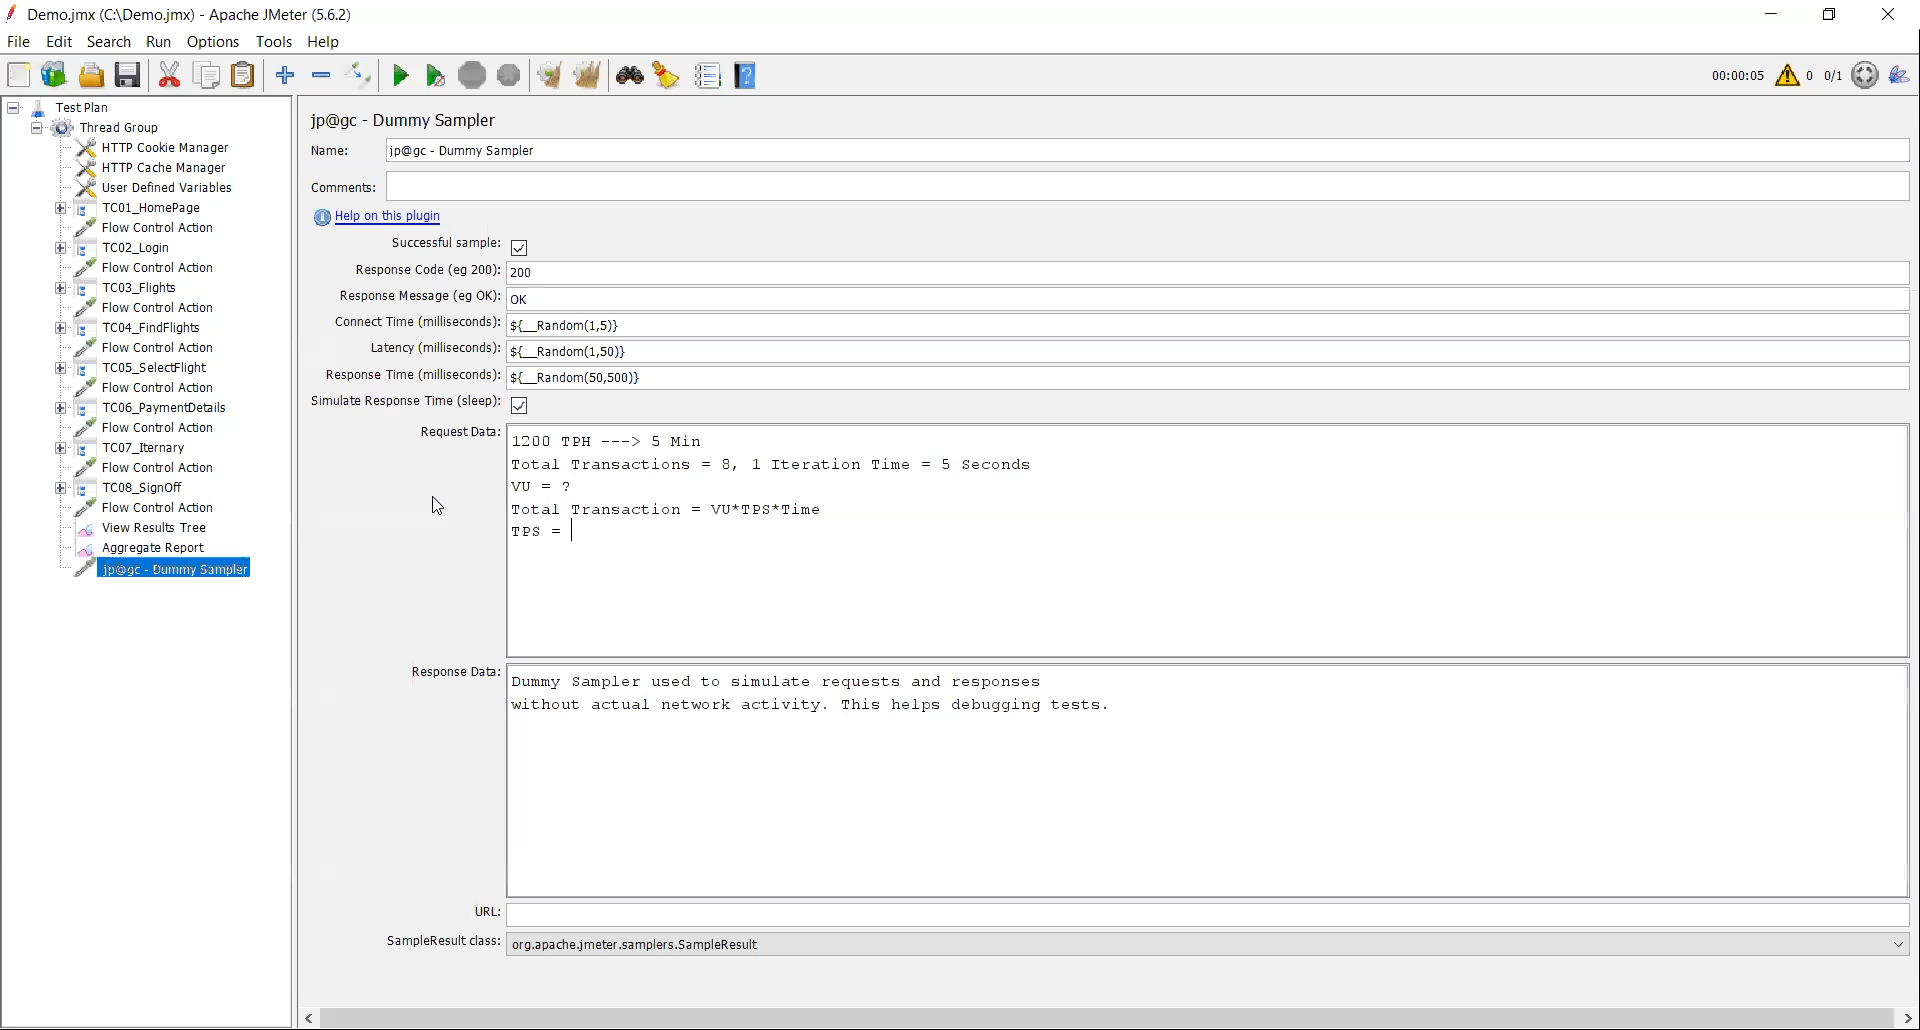 Demo.jmx (C:\Demo.jmx) - Apache JMeter (5.6.2)
File Edit Search Run Options Tools Help
00:00:05 0 0/1
Test Plan
Thread Group
HTTP Cookie Manager
HTTP Cache Manager
User Defined Variables
TC01_HomePage
Flow Control Action
TC02_Login
Flow Control Action
TC03_Flights
Flow Control Action
TC04_FindFlights
Flow Control Action
TC05_SelectFlight
Flow Control Action
TC06_PaymentDetails
Flow Control Action
TC07_Iternary
Flow Control Action
TC08_SignOff
Flow Control Action
View Results Tree
Aggregate Report
jp@gc - Dummy Sampler
jp@gc - Dummy Sampler
Name: jp@gc - Dummy Sampler
Comments:
Help on this plugin
Successful sample:
Response Code (eg 200): 200
Response Message (eg OK): OK
Connect Time (milliseconds): ${__Random(1,5)}
Latency (milliseconds): ${__Random(1,50)}
Response Time (milliseconds): ${__Random(50,500)}
Simulate Response Time (sleep):
Request Data: 1200 TPH ---> 5 Min
Total Transactions = 8, 1 Iteration Time = 5 Seconds
VU = ?
Total Transaction = VU*TPS*Time
TPS =
Response Data: Dummy Sampler used to simulate requests and responses
without actual network activity. This helps debugging tests.
URL:
SampleResult class: org.apache.jmeter.samplers.SampleResult